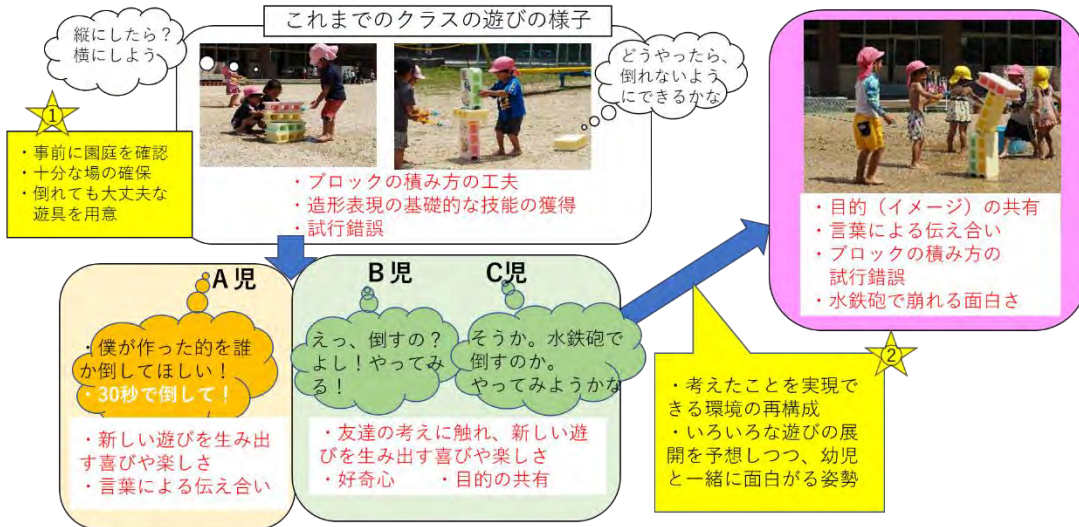 これまでのクラスの遊びの様子
縦にしたら？
横にしよう
どうやったら、
倒れないよう
にできるかな
①
・事前に園庭を確認
・十分な場の確保
・倒れても大丈夫な
遊具を用意
・ブロックの積み方の工夫
・造形表現の基礎的な技能の獲得
・試行錯誤
A児
・僕が作った的を誰
か倒してほしい！
・30秒で倒して！
・新しい遊びを生み出
す喜びや楽しさ
・言葉による伝え合い
B児
えっ、倒すの？
よし！やってみ
る！
C児
そうか。水鉄砲で
倒すのか。
やってみようかな
・友達の考えに触れ、新しい遊
びを生み出す喜びや楽しさ
・好奇心 ・目的の共有
・目的（イメージ）の共有
・言葉による伝え合い
・ブロックの積み方の
試行錯誤
・水鉄砲で崩れる面白さ
②
・考えたことを実現で
きる環境の再構成
・いろいろな遊びの展
開を予想しつつ、幼児
と一緒に面白がる姿勢